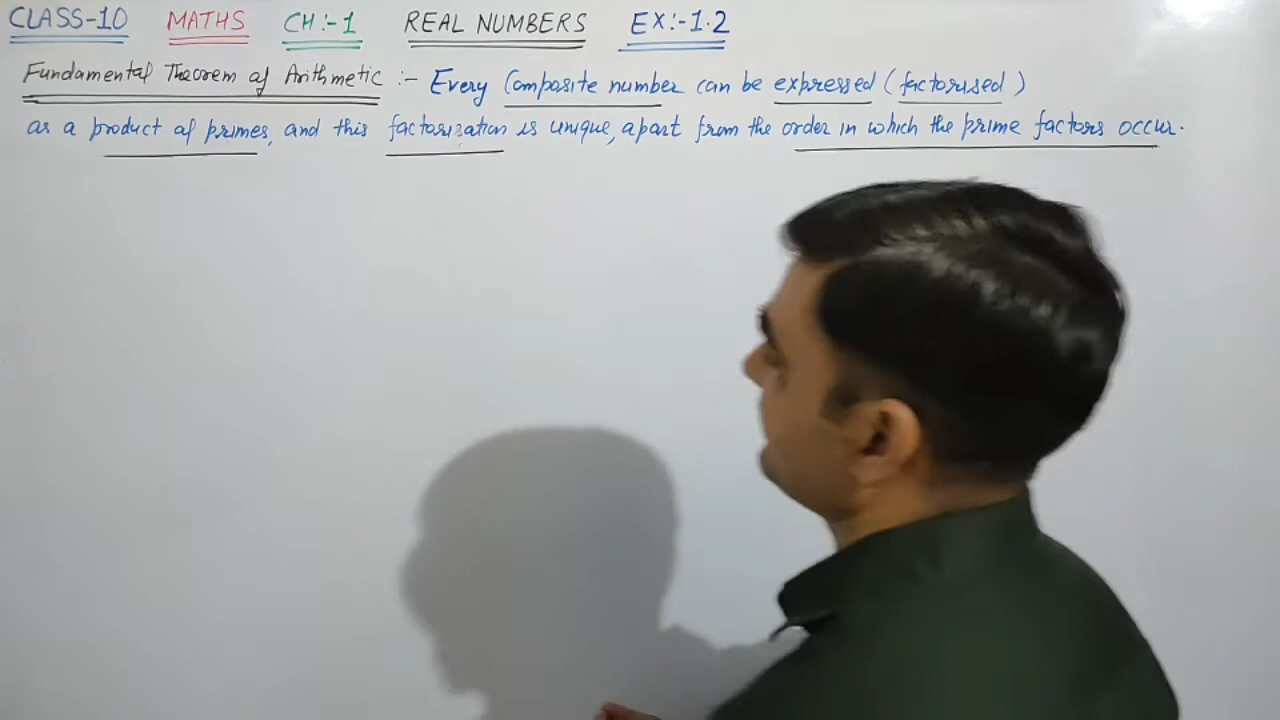 CLASS-10 MATHS CH:-1 REAL NUMBERS EX:-1.2
Fundamental Theorem of Arithmetic :- Every Composite number can be expressed (factorised)
as a product of primes, and this factorization is unique, apart from the order in which the prime factors occur.